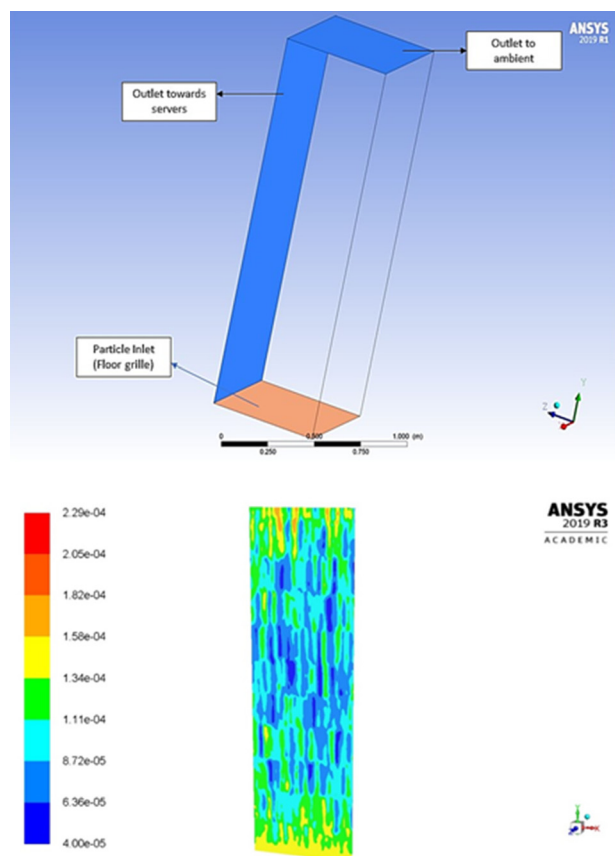 ANSYS
2019 R1
Outlet to
ambient
Outlet towards
servers
Particle Inlet
(Floor grille)
Y
Z
0
0.500
1.000 (m)
0.250
0.750
ANSYS
2019 R3
ACADEMIC
2.29e-04
2.05e-04
1.82e-04
1.58e-04
1.34e-04
1.11e-04
8.72e-05
6.36e-05
4.00e-05
Y
X